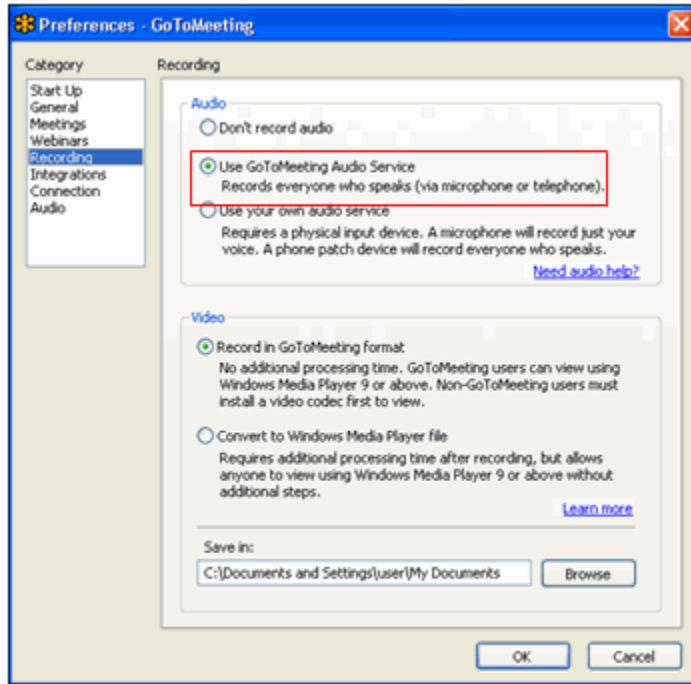 Preferences - GoToMeeting
Category
Recording
Start Up
General
Meetings
Webinars
Recording
Integrations
Connection
Audio
Audio
Don't record audio
Use GoToMeeting Audio Service
Records everyone who speaks (via microphone or telephone).
Use your own audio service
Requires a physical input device. A microphone will record just your
voice. A phone patch device will record everyone who speaks.
Need audio help?
Video
Record in GoToMeeting format
No additional processing time. GoToMeeting users can view using
Windows Media Player 9 or above. Non-GoToMeeting users must
install a video codec first to view.
Convert to Windows Media Player file
Requires additional processing time after recording, but allows
anyone to view using Windows Media Player 9 or above without
additional steps.
Learn more
Save in:
C:\Documents and Settings\user\My Documents
Browse
OK
Cancel